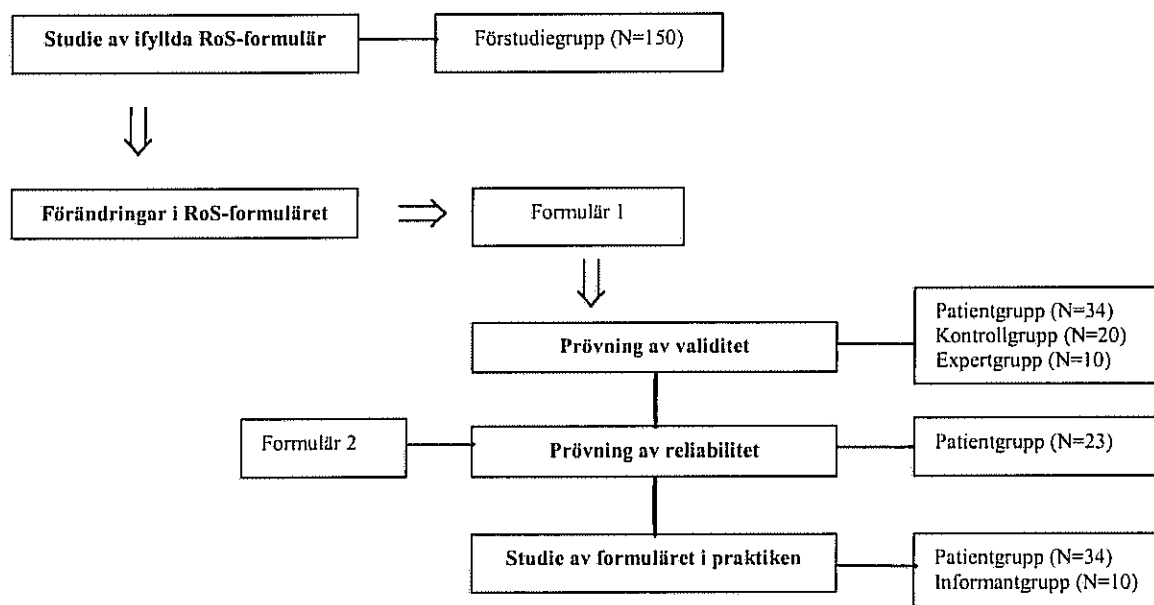 Studie av ifyllda RoS-formulär
Förstudiegrupp (N=150)
Förändringar i RoS-formuläret
Formulär 1
Prövning av validitet
Patientgrupp (N=34)
Kontrollgrupp (N=20)
Expertgrupp (N=10)
Formulär 2
Prövning av reliabilitet
Patientgrupp (N=23)
Studie av formuläret i praktiken
Patientgrupp (N=34)
Informantgrupp (N=10)